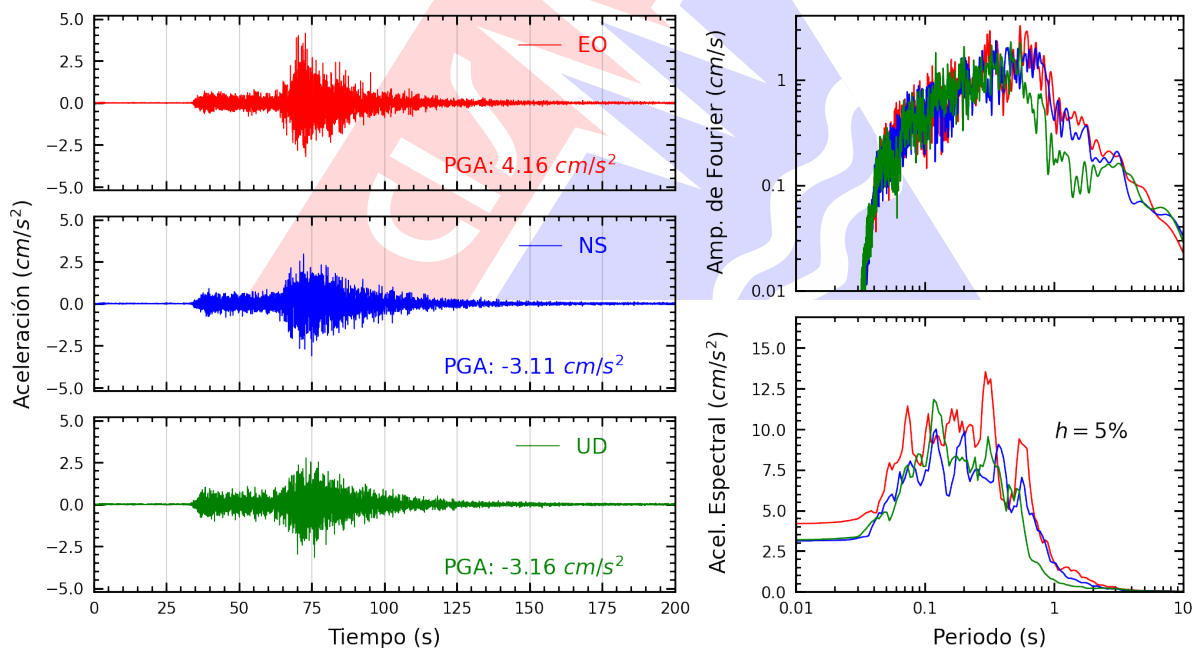 Aceleración (cm/s²)
5.0
2.5
0.0
−2.5
−5.0
EO
PGA: 4.16 cm/s²
5.0
2.5
0.0
−2.5
−5.0
NS
PGA: -3.11 cm/s²
5.0
2.5
0.0
−2.5
−5.0
UD
PGA: -3.16 cm/s²
0 25 50 75 100 125 150 175 200
Tiempo (s)
Amp. de Fourier (cm/s)
1
0.1
0.01
Acel. Espectral (cm/s²)
15.0
12.5
10.0
7.5
5.0
2.5
0.0
h = 5%
0.01 0.1 1 10
Periodo (s)
CIS